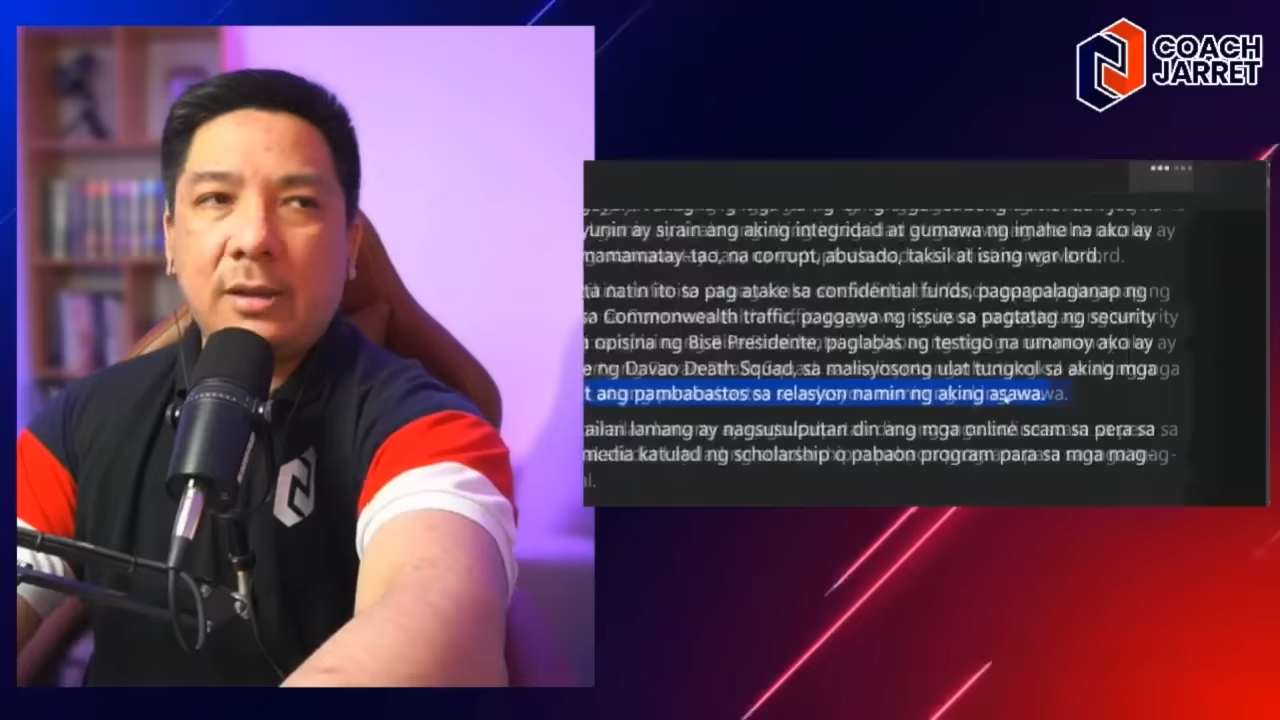 COACH
JARRET
yunin ay sirain ang aking integridad at gumawa ng imahe na ako ay
mamamatay-tao, na corrupt, abusado, taksil at isang war lord.
ta natin ito sa pag atake sa confidential funds, pagpapalaganap ng
sa Commonwealth traffic, paggawa ng issue sa pagtatag ng security
opisina ng Bise Presidente, paglabas ng testigo na umanoy ako ay
e ng Davao Death Squad, sa malisyosong ulat tungkol sa aking mga
t ang pambabastos sa relasyon namin ng aking asawa.
ailan lamang ay nagsusulputan din ang mga online scam sa pera sa
media katulad ng scholarship o pabaon program para sa mga mag-
al.